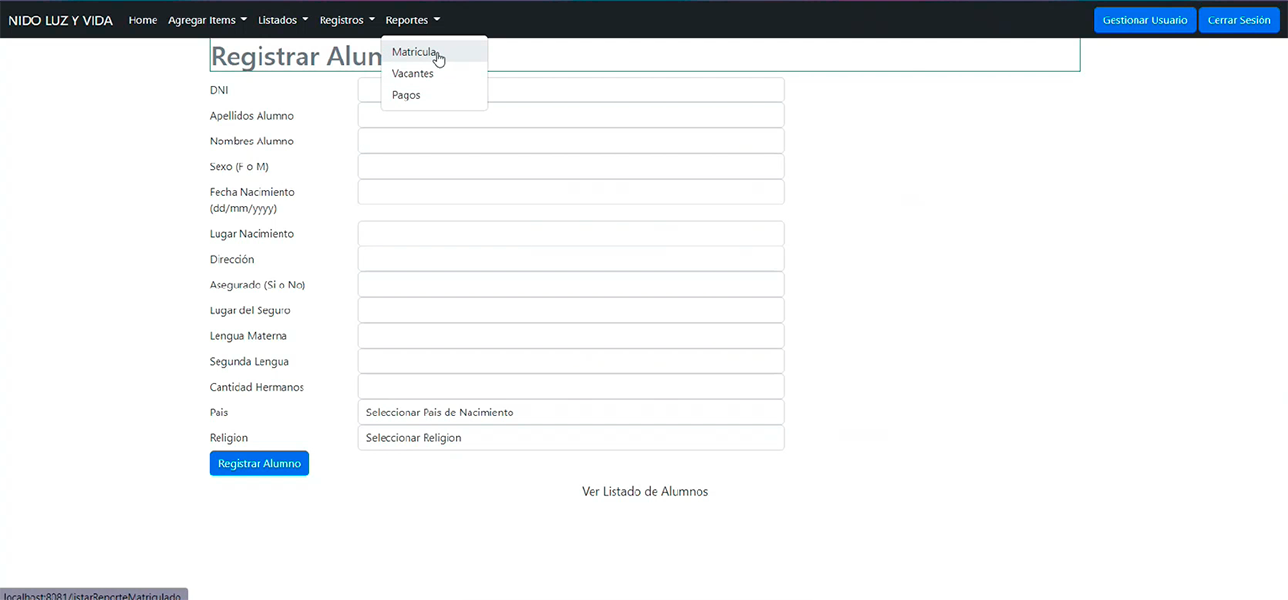 NIDO LUZ Y VIDA Home Agregar Items Listados Registros Reportes Gestionar Usuario Cerrar Sesión
Registrar Alum
Matricula
Vacantes
Pagos
DNI
Apellidos Alumno
Nombres Alumno
Sexo (F o M)
Fecha Nacimiento
(dd/mm/yyyy)
Lugar Nacimiento
Dirección
Asegurado (Si o No)
Lugar del Seguro
Lengua Materna
Segunda Lengua
Cantidad Hermanos
Pais Seleccionar Pais de Nacimiento
Religion Seleccionar Religion
Registrar Alumno
Ver Listado de Alumnos
localhost:8081/listarReporteMatriculado